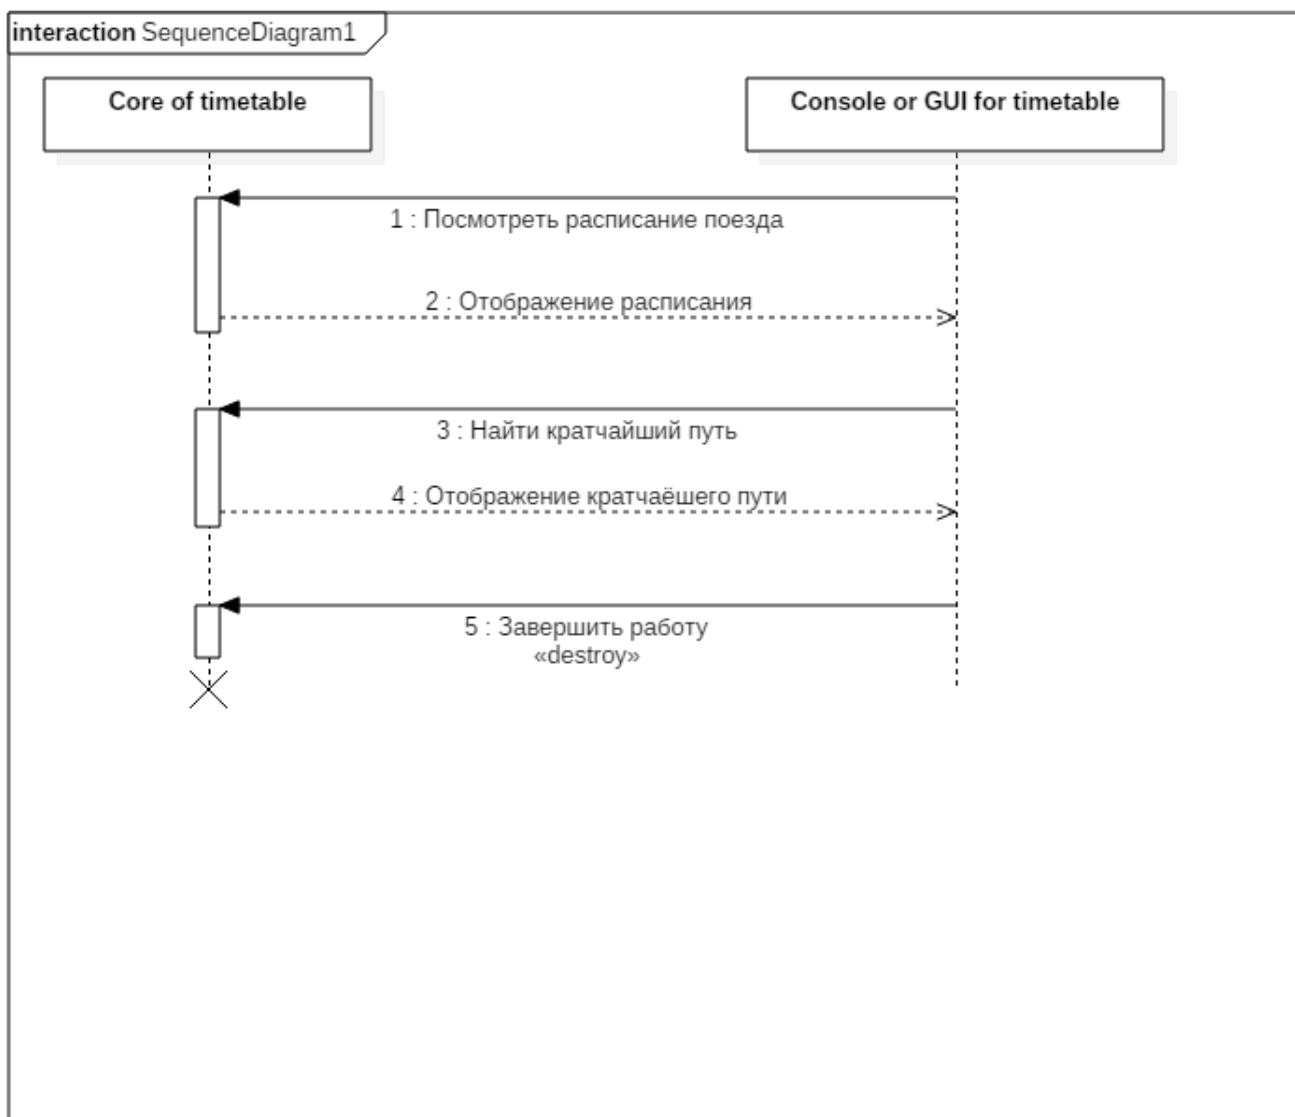 interaction SequenceDiagram1
Core of timetable
Console or GUI for timetable
1 : Посмотреть расписание поезда
2 : Отображение расписания
3 : Найти кратчайший путь
4 : Отображение кратчаёшего пути
5 : Завершить работу
«destroy»